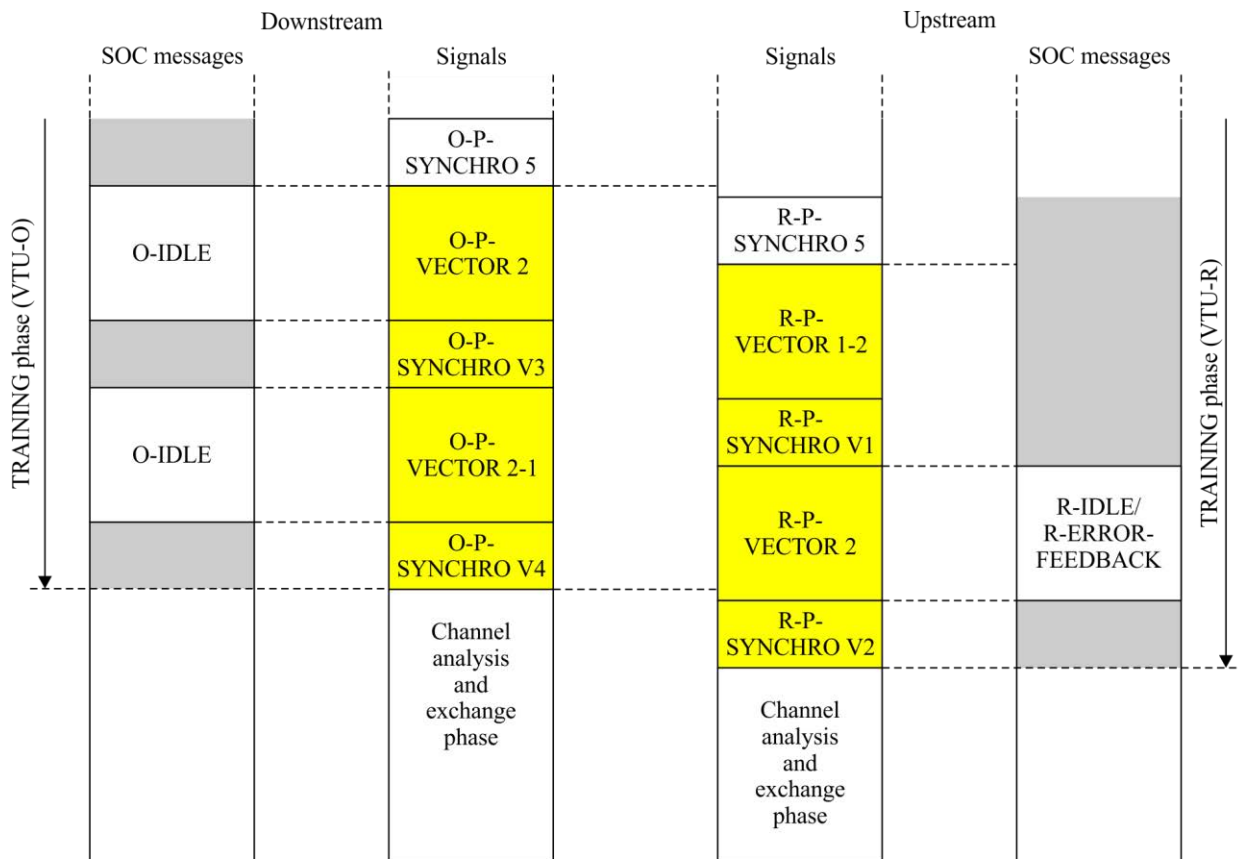 Downstream
Upstream
SOC messages
Signals
Signals
SOC messages
TRAINING phase (VTU-O)
O-IDLE
O-IDLE
O-P-
SYNCHRO 5
O-P-
VECTOR 2
O-P-
SYNCHRO V3
O-P-
VECTOR 2-1
O-P-
SYNCHRO V4
Channel
analysis
and
exchange
phase
R-P-
SYNCHRO 5
R-P-
VECTOR 1-2
R-P-
SYNCHRO V1
R-P-
VECTOR 2
R-P-
SYNCHRO V2
Channel
analysis
and
exchange
phase
R-IDLE/
R-ERROR-
FEEDBACK
TRAINING phase (VTU-R)